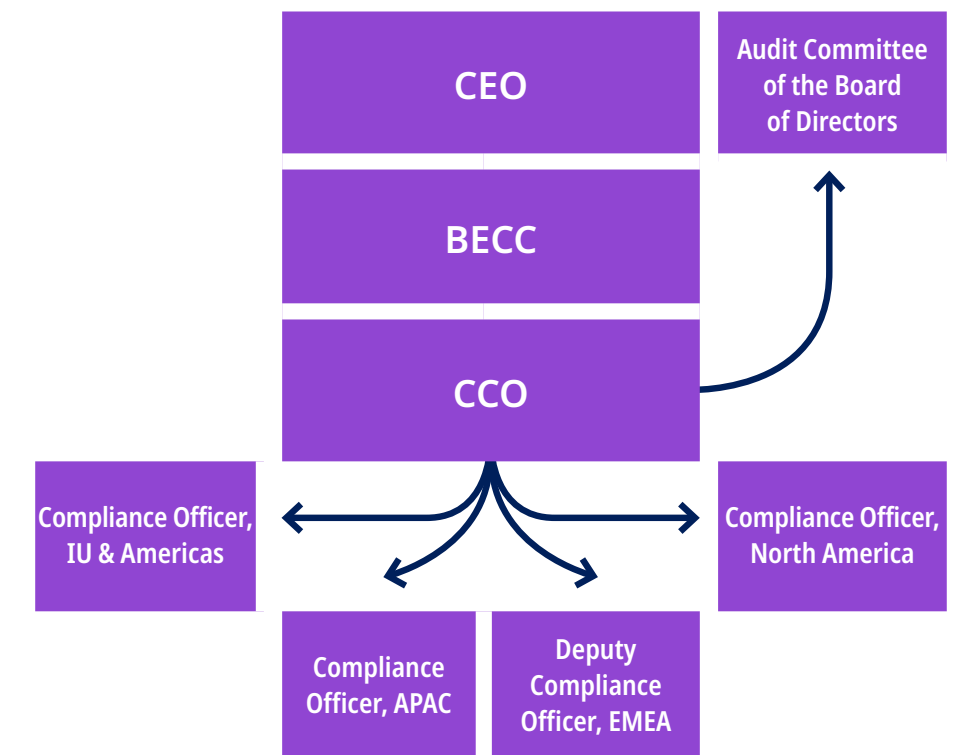 CEO
Audit Committee
of the Board
of Directors
BECC
CCO
Compliance Officer,
IU & Americas
Compliance Officer,
North America
Compliance
Officer, APAC
Deputy
Compliance
Officer, EMEA